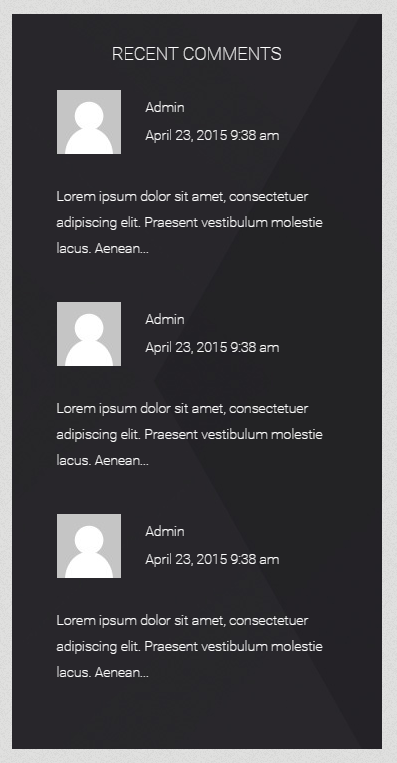 RECENT COMMENTS
Admin
April 23, 2015 9:38 am
Lorem ipsum dolor sit amet, consectetuer
adipiscing elit. Praesent vestibulum molestie
lacus. Aenean...
Admin
April 23, 2015 9:38 am
Lorem ipsum dolor sit amet, consectetuer
adipiscing elit. Praesent vestibulum molestie
lacus. Aenean...
Admin
April 23, 2015 9:38 am
Lorem ipsum dolor sit amet, consectetuer
adipiscing elit. Praesent vestibulum molestie
lacus. Aenean...